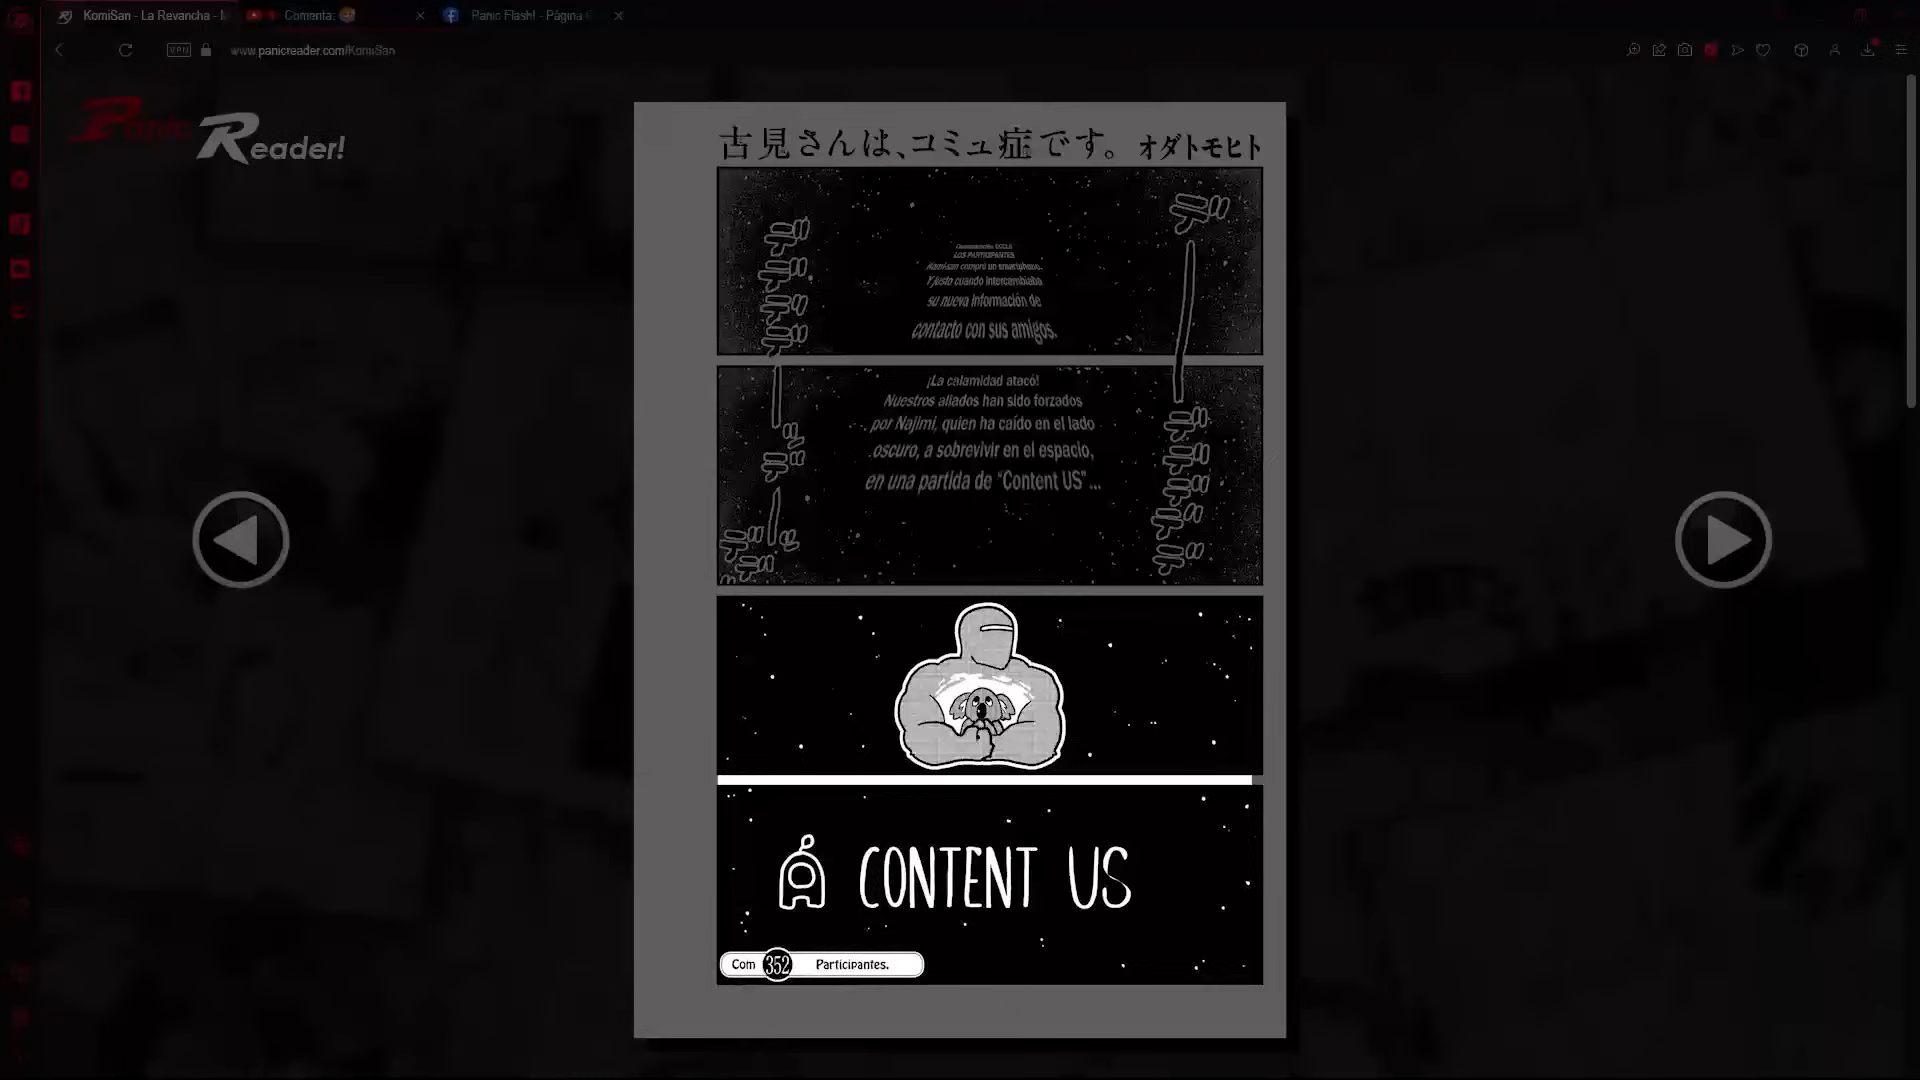 KomiSan - La Revancha -
Comenta:
Panic Flash! - Página
VPN
www.panicreader.com/KomiSan
Panic
Reader!
古見さんは、コミュ症です。 オダトモヒト
LOS PARTICIPANTES
Komi-san compró un smartphone.
Y justo cuando intercambiaba
su nueva información de
contacto con sus amigos.
¡La calamidad atacó!
Nuestros aliados han sido forzados
por Najimi, quien ha caído en el lado
oscuro, a sobrevivir en el espacio,
en una partida de “Content US”...
CONTENT US
Com 352 Participantes.